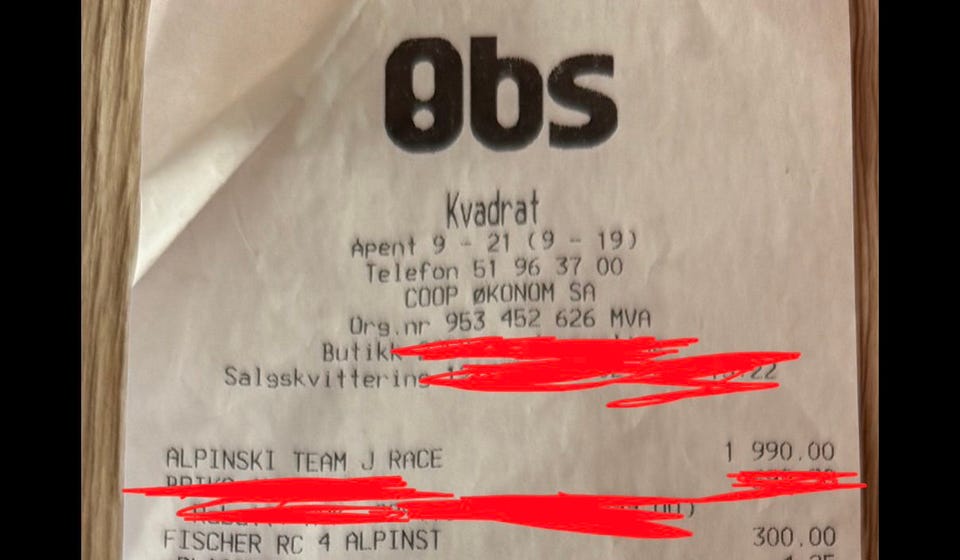 Obs
Kvadrat
Apent 9 - 21 (9 - 19)
Telefon 51 96 37 00
COOP ØKONOM SA
Org.nr 953 452 626 MVA
Butikk
Salgskvittering
ALPINSKI TEAM J RACE 1 990.00
FISCHER RC 4 ALPINST 300.00